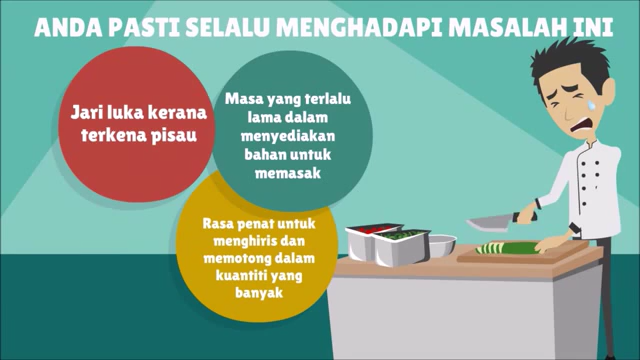 ANDA PASTI SELALU MENGHADAPI MASALAH INI
Jari luka kerana
terkena pisau
Masa yang terlalu
lama dalam
menyediakan
bahan untuk
memasak
Rasa penat untuk
menghiris dan
memotong dalam
kuantiti yang
banyak